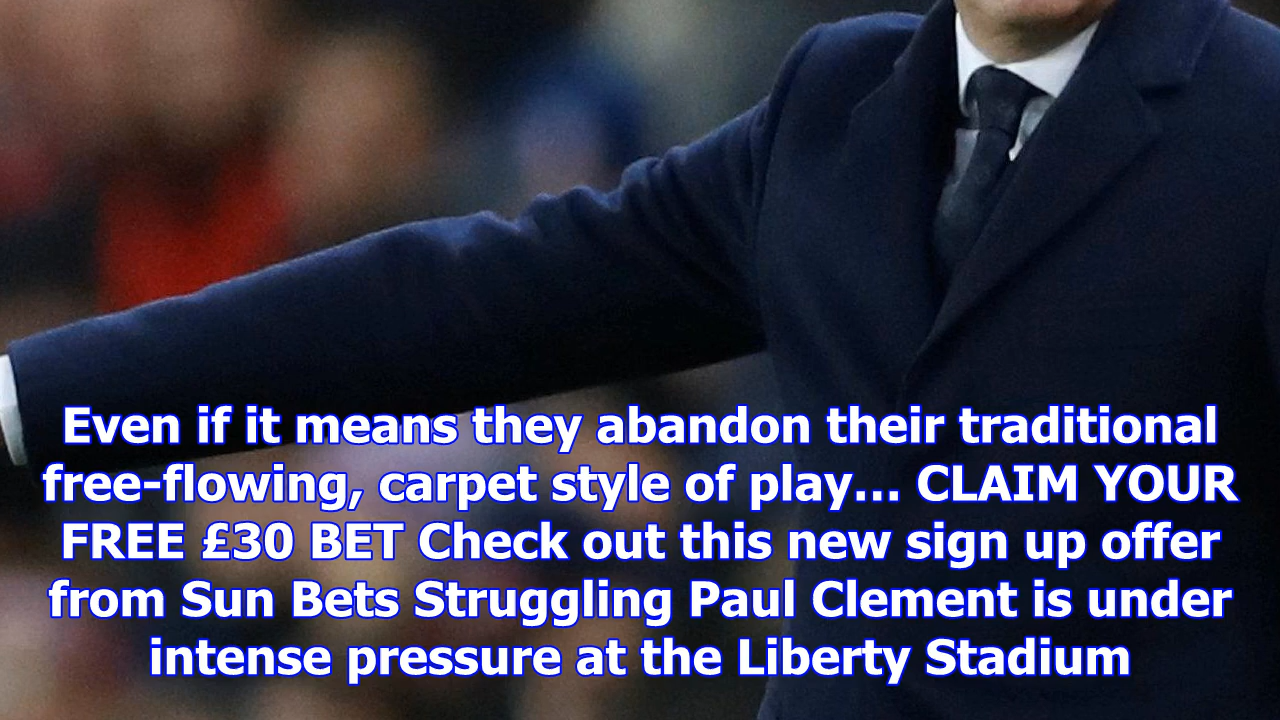 Even if it means they abandon their traditional
free-flowing, carpet style of play... CLAIM YOUR
FREE £30 BET Check out this new sign up offer
from Sun Bets Struggling Paul Clement is under
intense pressure at the Liberty Stadium